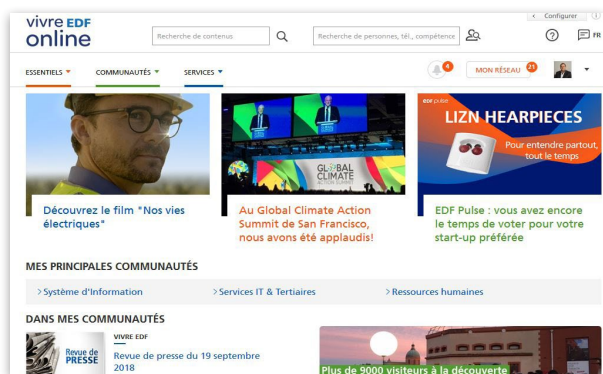 Configurer
vivre EDF
online
Recherche de contenus
Recherche de personnes, tél., compétence
FR
ESSENTIELS
COMMUNAUTÉS
SERVICES
4
MON RÉSEAU 21
GLOBAL
CLIMATE
ACTION SUMMIT
EDF pulse
LIZN HEARPIECES
Pour entendre partout,
tout le temps
Découvrez le film "Nos vies
électriques"
Au Global Climate Action
Summit de San Francisco,
nous avons été applaudis!
EDF Pulse : vous avez encore
le temps de voter pour votre
start-up préférée
MES PRINCIPALES COMMUNAUTÉS
>Système d'Information
>Services IT & Tertiaires
>Ressources humaines
DANS MES COMMUNAUTÉS
Revue de
PRESSE
VIVRE EDF
Revue de presse du 19 septembre
2018
Plus de 9000 visiteurs à la découverte